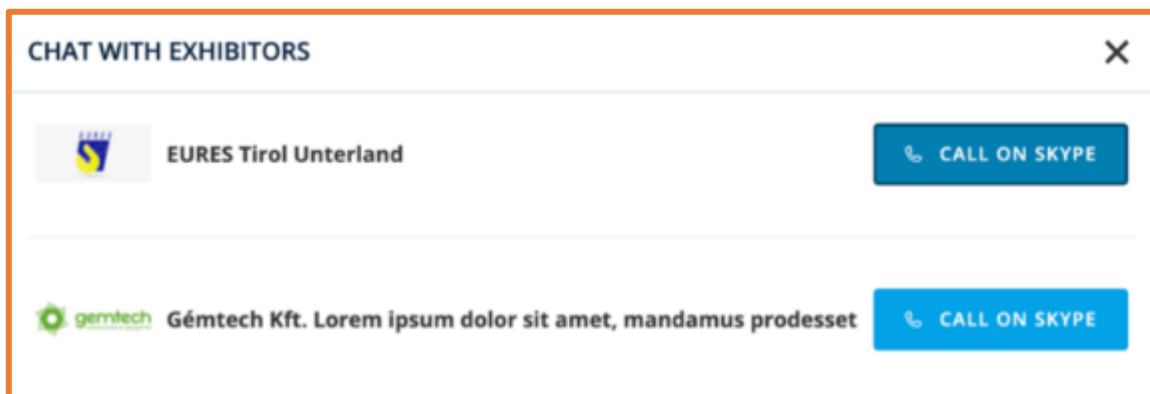 CHAT WITH EXHIBITORS
EURES
EURES Tirol Unterland
CALL ON SKYPE
gemtech
Gémtech Kft. Lorem ipsum dolor sit amet, mandamus prodesset
CALL ON SKYPE